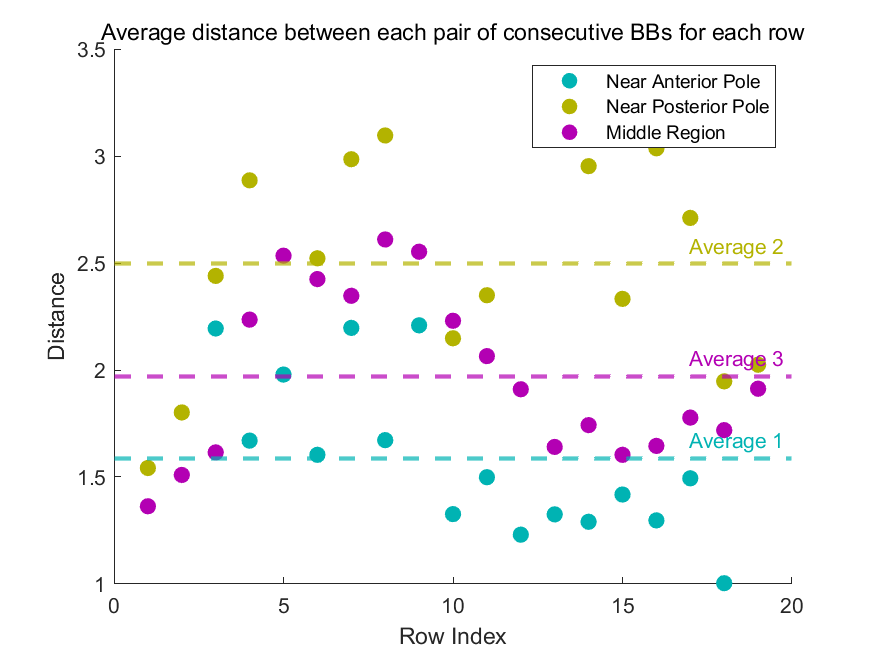 Average distance between each pair of consecutive BBs for each row
3.5
3
2.5
2
1.5
1
Distance
Near Anterior Pole
Near Posterior Pole
Middle Region
Average 2
Average 3
Average 1
0 5 10 15 20
Row Index